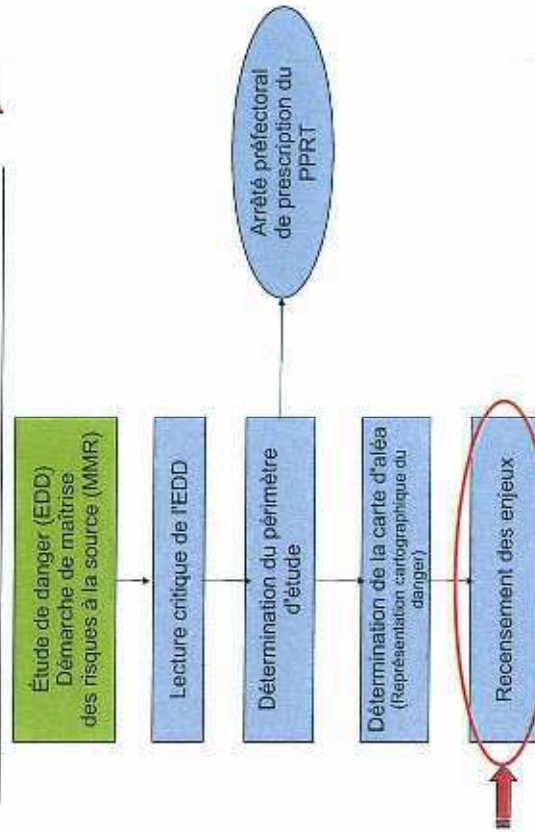 Étude de danger (EDD)
Démarche de maîtrise
des risques à la source (MMR)
Lecture critique de l'EDD
Détermination du périmètre
d'étude
Arrêté préfectoral
de prescription du
PPRT
Détermination de la carte d'aléa
(Représentation cartographique du
danger)
Recensement des enjeux